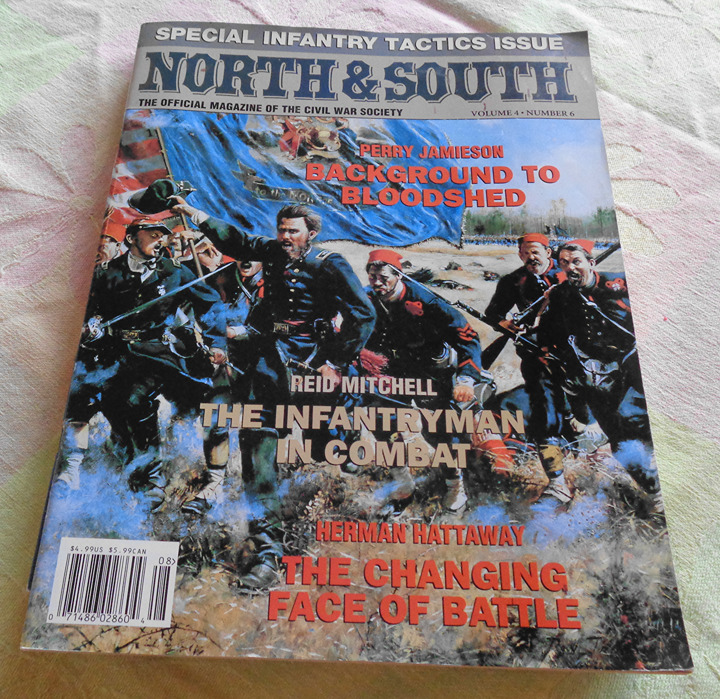 SPECIAL INFANTRY TACTICS ISSUE
NORTH & SOUTH
THE OFFICIAL MAGAZINE OF THE CIVIL WAR SOCIETY
VOLUME 4 • NUMBER 6
PERRY JAMIESON
BACKGROUND TO
BLOODSHED
REID MITCHELL
THE INFANTRYMAN
IN COMBAT
HERMAN HATTAWAY
THE CHANGING
FACE OF BATTLE
$4.99US $5.99CAN
08>
0 71486 02860 4